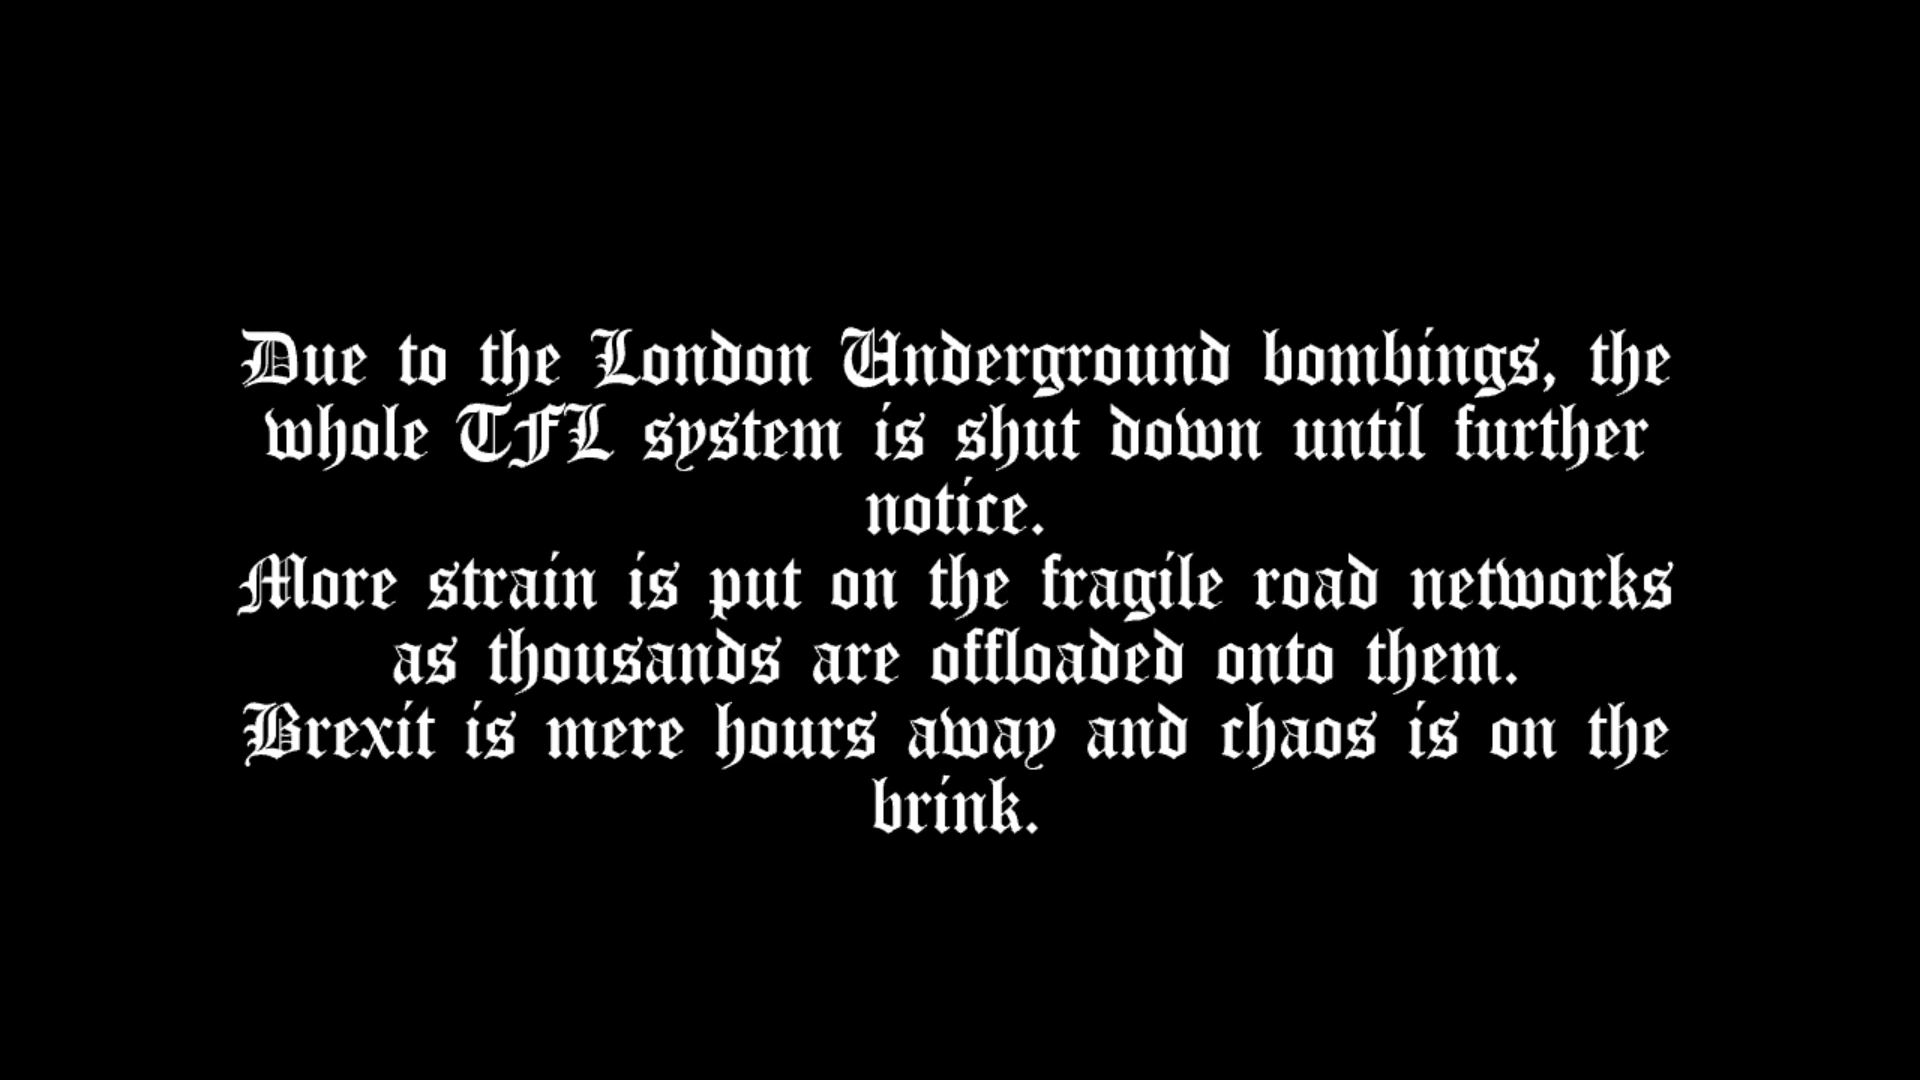 Due to the London Underground bombings, the
whole TFL system is shut down until further
notice.
More strain is put on the fragile road networks
as thousands are offloaded onto them.
Brexit is mere hours away and chaos is on the
brink.